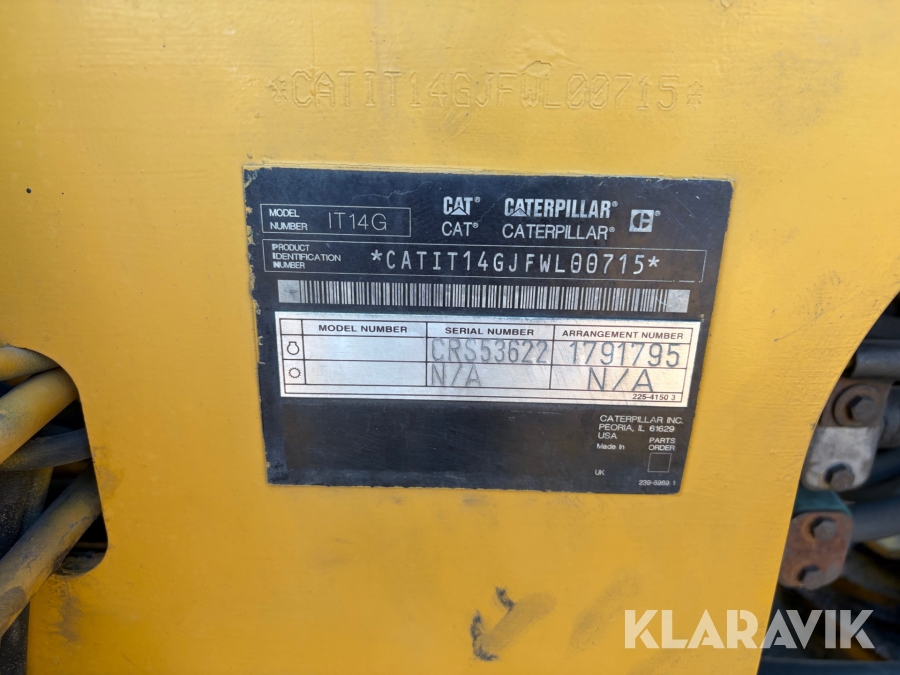 *CATIT14GJFWL00715*
MODEL NUMBER IT14G
CAT® CATERPILLAR® C
CAT® CATERPILLAR®
PRODUCT IDENTIFICATION NUMBER *CATIT14GJFWL00715*
MODEL NUMBER SERIAL NUMBER ARRANGEMENT NUMBER
CRS53622 1791795
N/A N/A
225-4150 3
CATERPILLAR INC.
PEORIA, IL 61629
USA
Made in
PARTS ORDER
UK
239-5969 1
KLARAVIK